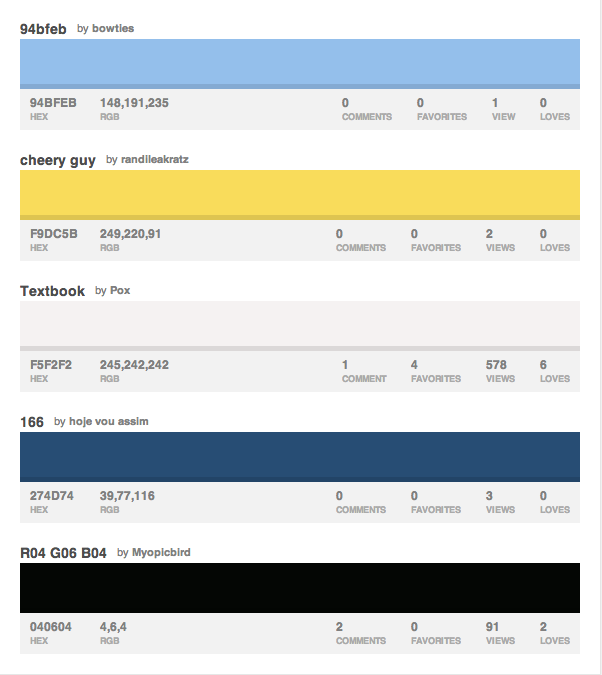 94bfeb by bowties
94BFEB 148,191,235 0 0 1 0
HEX RGB COMMENTS FAVORITES VIEW LOVES
cheery guy by randileakratz
F9DC5B 249,220,91 0 0 2 0
HEX RGB COMMENTS FAVORITES VIEWS LOVES
Textbook by Pox
F5F2F2 245,242,242 1 4 578 6
HEX RGB COMMENT FAVORITES VIEWS LOVES
166 by hoje vou assim
274D74 39,77,116 0 0 3 0
HEX RGB COMMENTS FAVORITES VIEWS LOVES
R04 G06 B04 by Myopicbird
040604 4,6,4 2 0 91 2
HEX RGB COMMENTS FAVORITES VIEWS LOVES